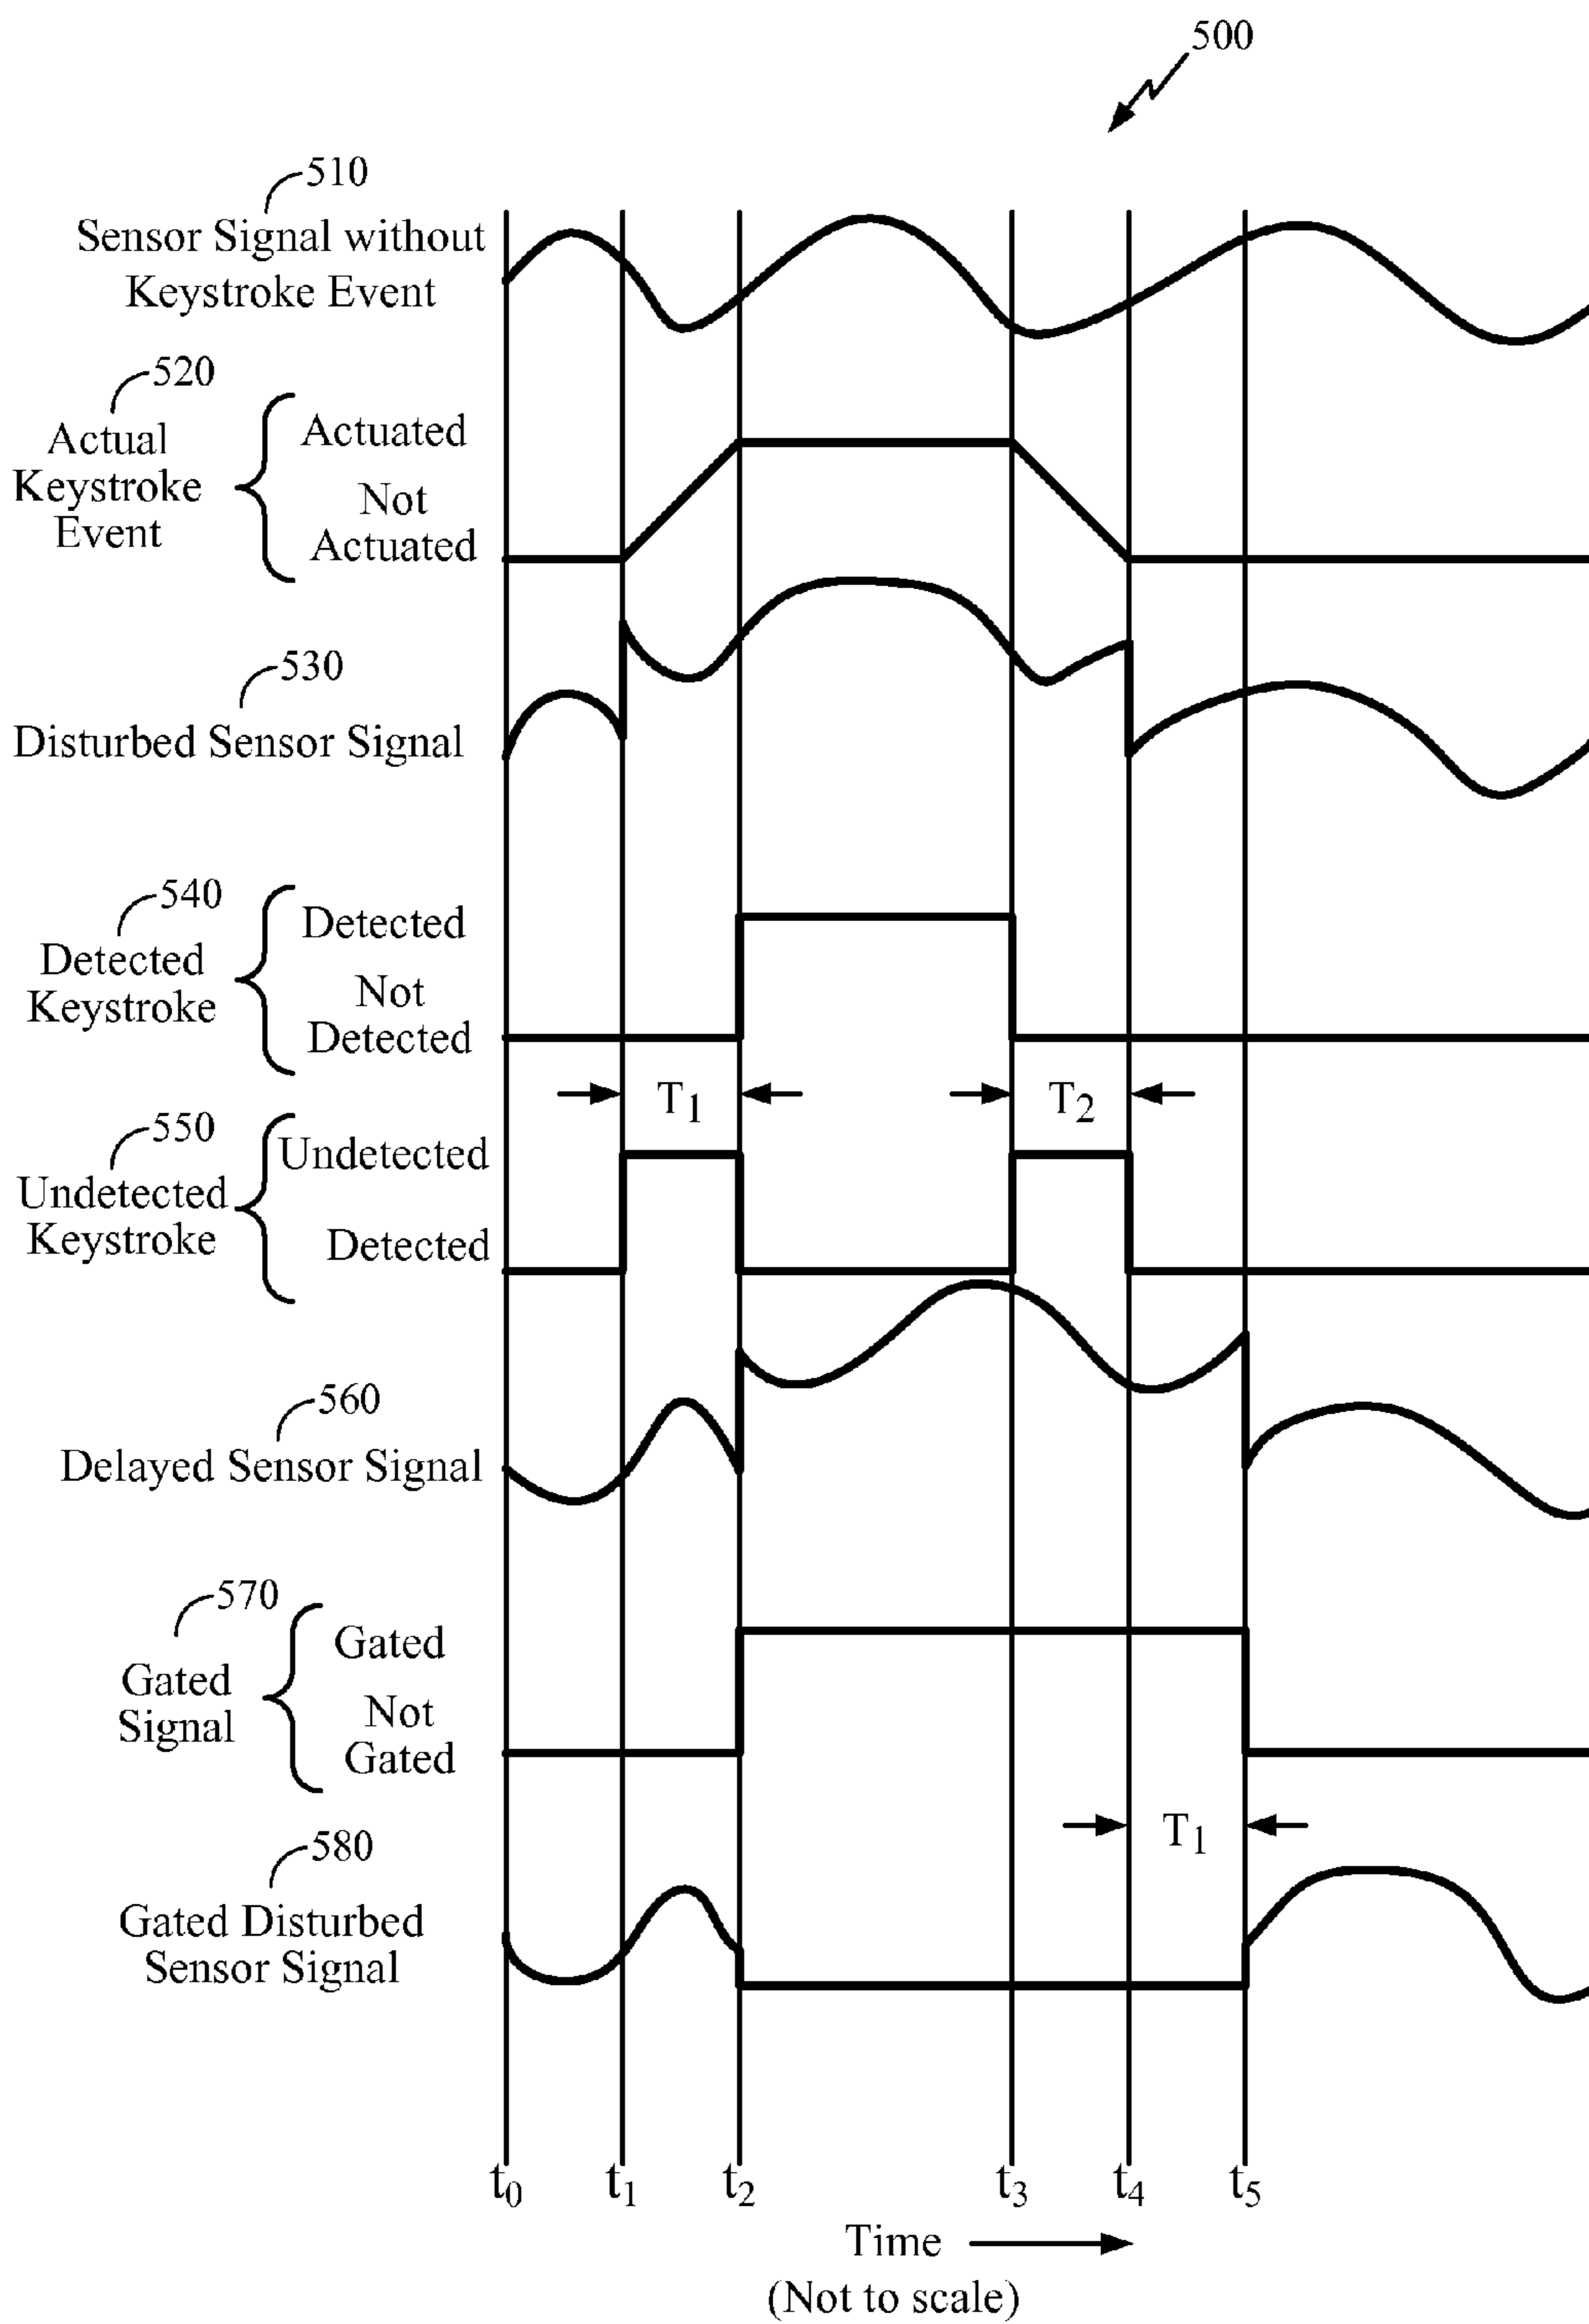 500
510
Sensor Signal without
Keystroke Event
520
Actual
Keystroke
Event
Actuated
Not
Actuated
530
Disturbed Sensor Signal
540
Detected
Keystroke
Detected
Not
Detected
T1
T2
550
Undetected
Keystroke
Undetected
Detected
560
Delayed Sensor Signal
570
Gated
Signal
Gated
Not
Gated
T1
580
Gated Disturbed
Sensor Signal
t0 t1 t2 t3 t4 t5
Time
(Not to scale)